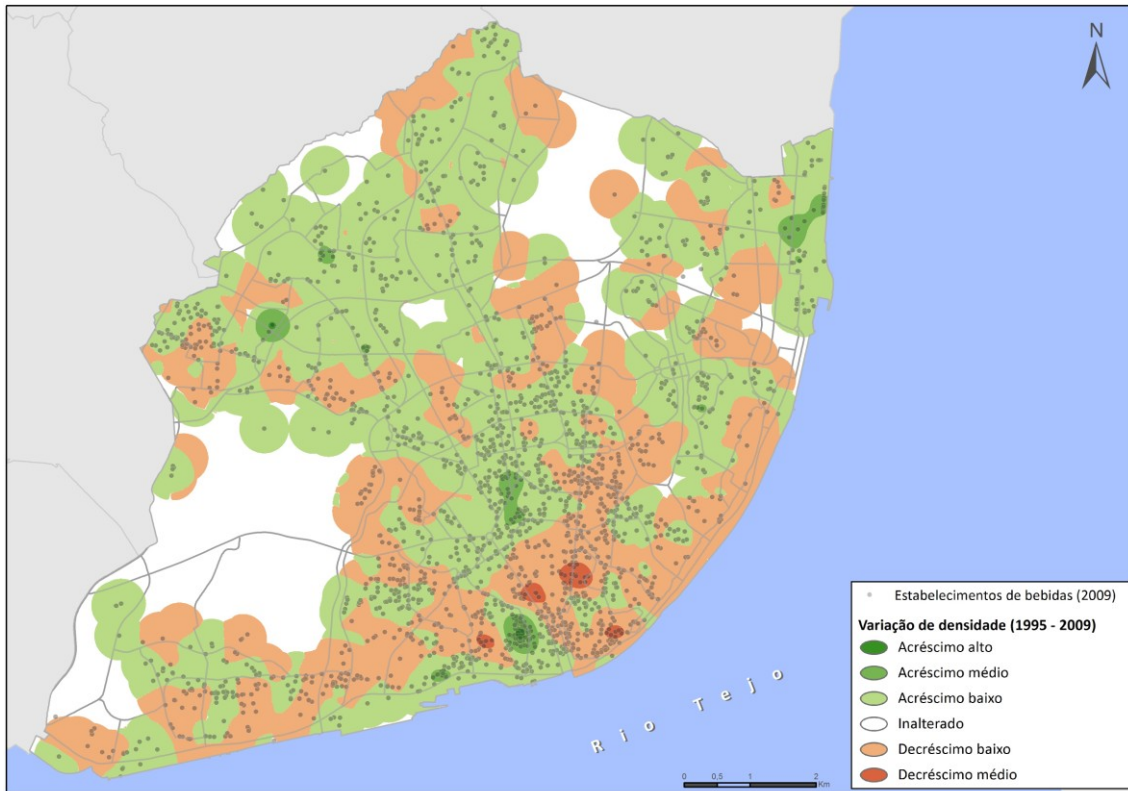 N
Estabelecimentos de bebidas (2009)
Variação de densidade (1995 - 2009)
Acréscimo alto
Acréscimo médio
Acréscimo baixo
Inalterado
Decréscimo baixo
Decréscimo médio
Rio Tejo
0 0,5 1 2
Km